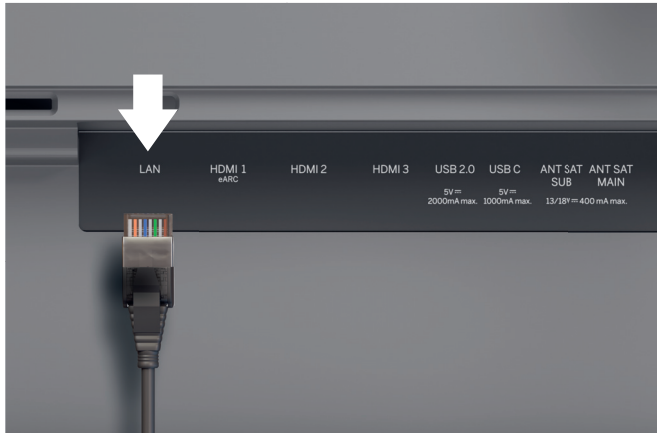 LAN
HDMI 1
eARC
HDMI 2
HDMI 3
USB 2.0
5V⎓
2000mA max.
USB C
5V⎓
1000mA max.
ANT SAT
SUB
ANT SAT
MAIN
13/18V⎓400 mA max.